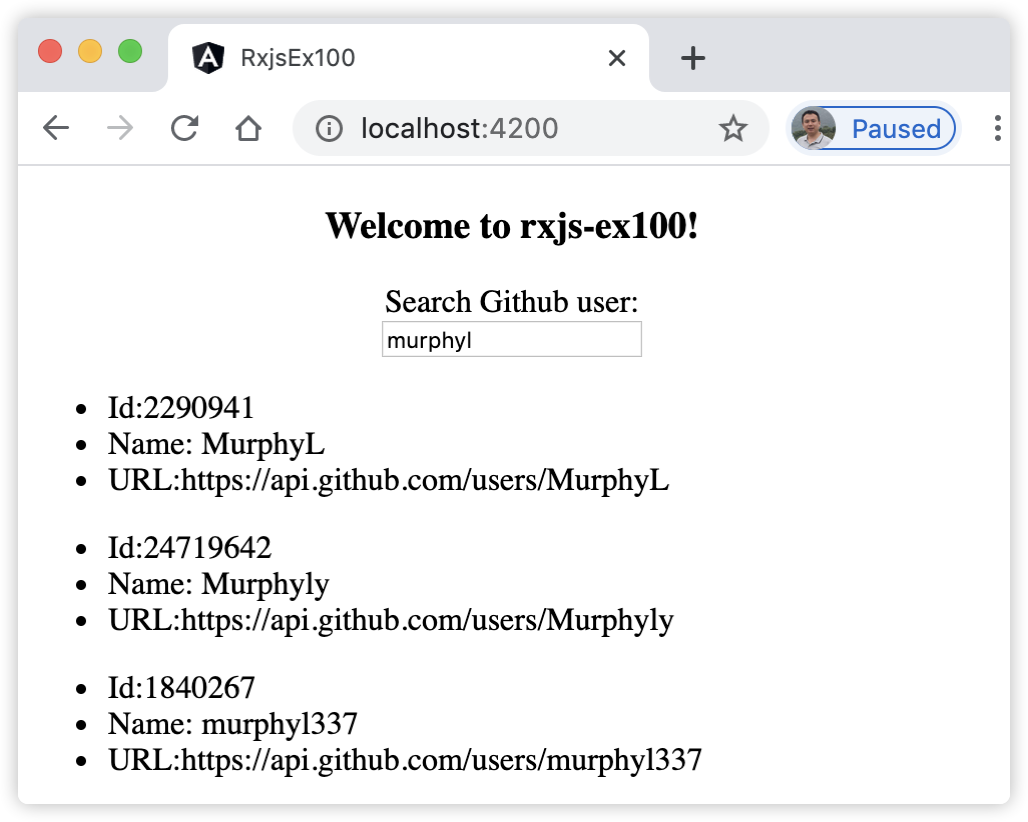 RxjsEx100
localhost:4200
Paused
Welcome to rxjs-ex100!
Search Github user:
murphyl
Id:2290941
Name: MurphyL
URL:https://api.github.com/users/MurphyL
Id:24719642
Name: Murphyly
URL:https://api.github.com/users/Murphyly
Id:1840267
Name: murphyl337
URL:https://api.github.com/users/murphyl337